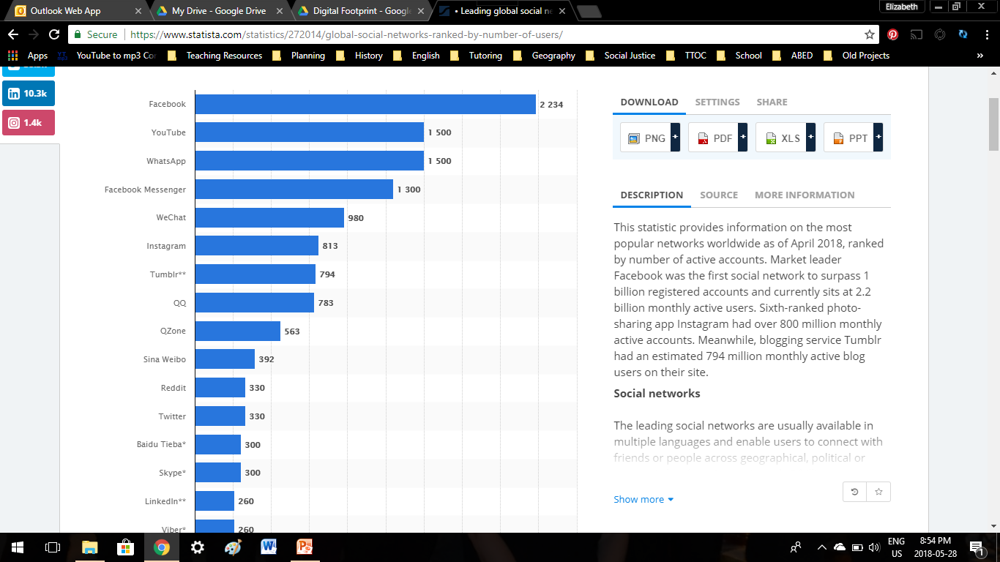 Outlook Web App
My Drive - Google Drive
Digital Footprint - Googl
• Leading global social ne
Elizabeth
Secure
https://www.statista.com/statistics/272014/global-social-networks-ranked-by-number-of-users/
Apps
YouTube to mp3 Con
Teaching Resources
Planning
History
English
Tutoring
Geography
Social Justice
TTOC
School
ABED
Old Projects
»
10.3k
1.4k
Facebook 2 234
YouTube 1 500
WhatsApp 1 500
Facebook Messenger 1 300
WeChat 980
Instagram 813
Tumblr** 794
QQ 783
QZone 563
Sina Weibo 392
Reddit 330
Twitter 330
Baidu Tieba* 300
Skype* 300
LinkedIn** 260
Viber* 260
DOWNLOAD SETTINGS SHARE
PNG + PDF + XLS + PPT +
DESCRIPTION SOURCE MORE INFORMATION
This statistic provides information on the most
popular networks worldwide as of April 2018, ranked
by number of active accounts. Market leader
Facebook was the first social network to surpass 1
billion registered accounts and currently sits at 2.2
billion monthly active users. Sixth-ranked photo-
sharing app Instagram had over 800 million monthly
active accounts. Meanwhile, blogging service Tumblr
had an estimated 794 million monthly active blog
users on their site.
Social networks
The leading social networks are usually available in
multiple languages and enable users to connect with
friends or people across geographical, political or
Show more
ENG
US
8:54 PM
2018-05-28
1